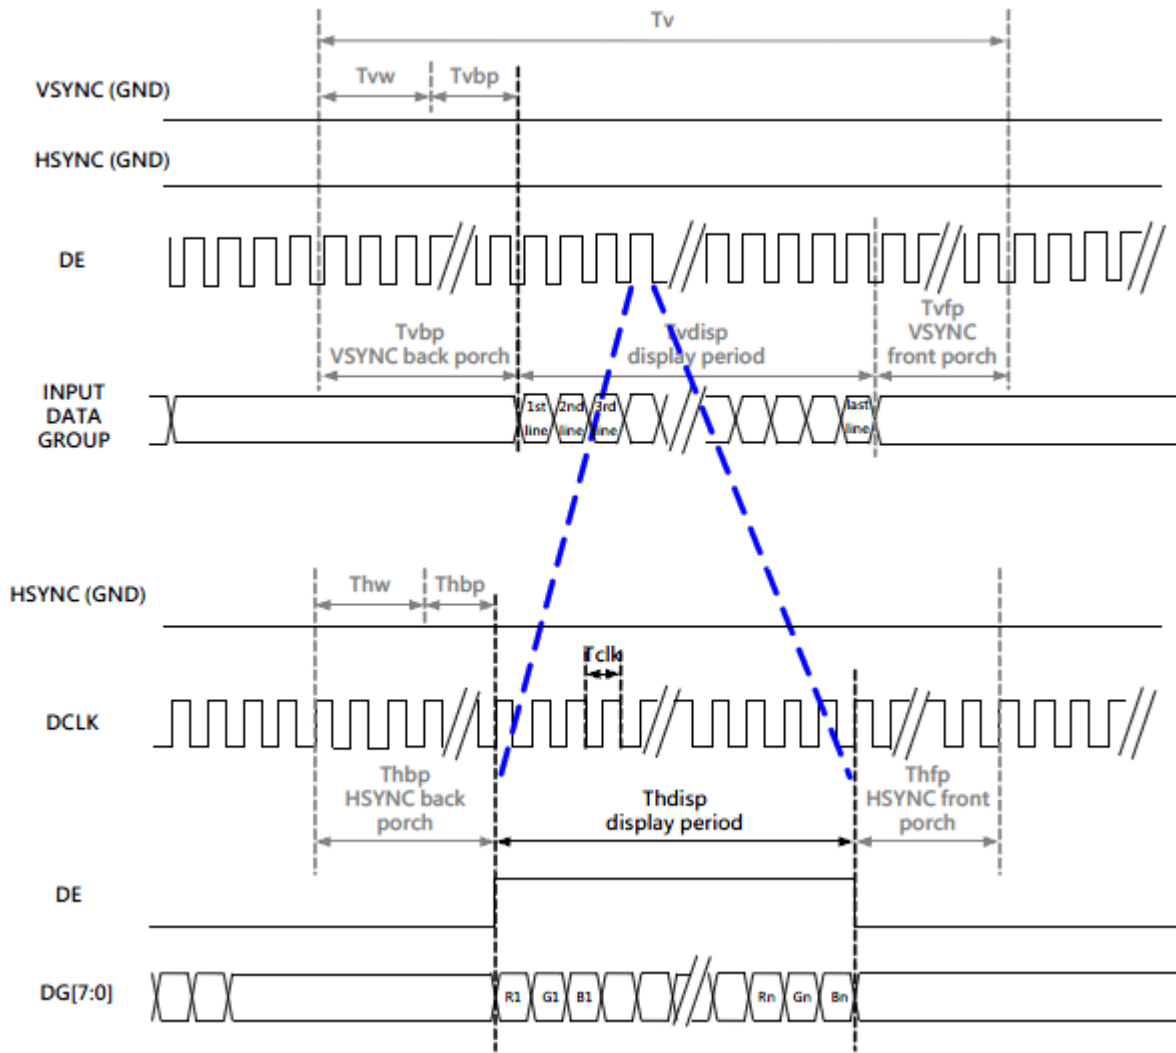 Tv
Tvw
Tvbp
VSYNC (GND)
HSYNC (GND)
DE
Tvbp
VSYNC back porch
Tvdisp
display period
Tvfp
VSYNC
front porch
INPUT
DATA
GROUP
1st
line
2nd
line
3rd
line
last
line
HSYNC (GND)
Thw
Thbp
Tclk
DCLK
Thbp
HSYNC back
porch
Thdisp
display period
Thfp
HSYNC front
porch
DE
DG[7:0]
R1
G1
B1
Rn
Gn
Bn